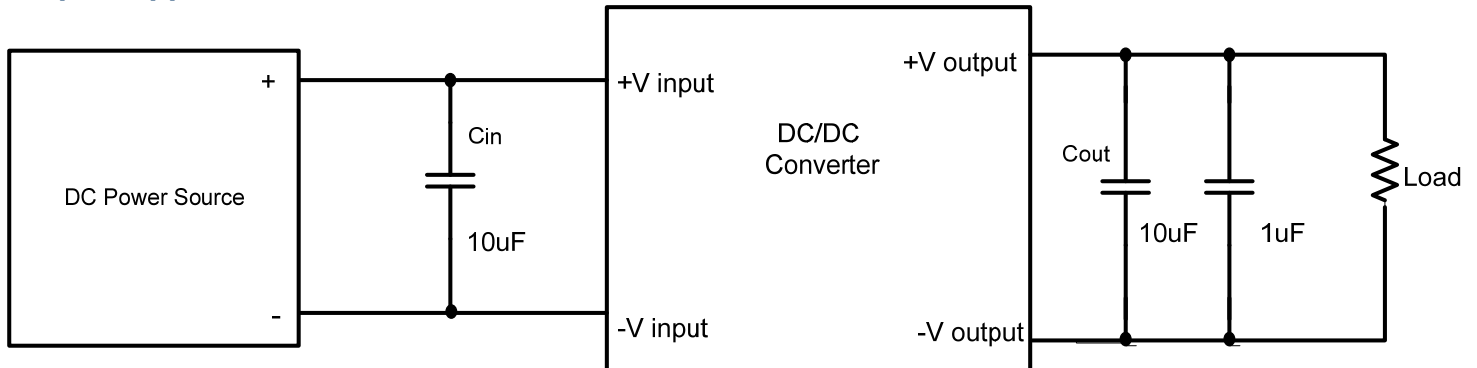 +
-
DC Power Source
Cin
10uF
+V input
-V input
DC/DC
Converter
+V output
-V output
Cout
10uF
1uF
Load